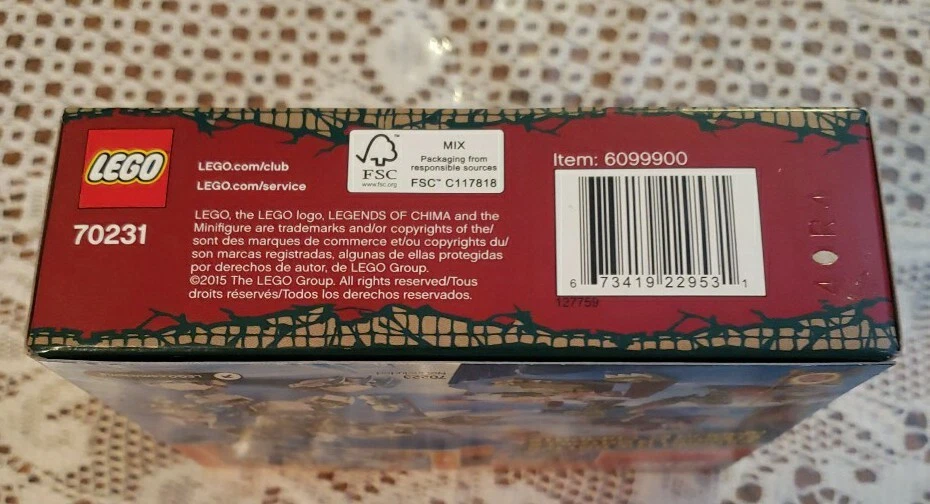 LEGO
70231
LEGO.com/club
LEGO.com/service
FSC
www.fsc.org
MIX
Packaging from
responsible sources
FSC™ C117818
LEGO, the LEGO logo, LEGENDS OF CHIMA and the
Minifigure are trademarks and/or copyrights of the/
sont des marques de commerce et/ou copyrights du/
son marcas registradas, algunas de ellas protegidas
por derechos de autor, de LEGO Group.
©2015 The LEGO Group. All rights reserved/Tous
droits réservés/Todos los derechos reservados.
Item: 6099900
6 73419 22953 1
127759